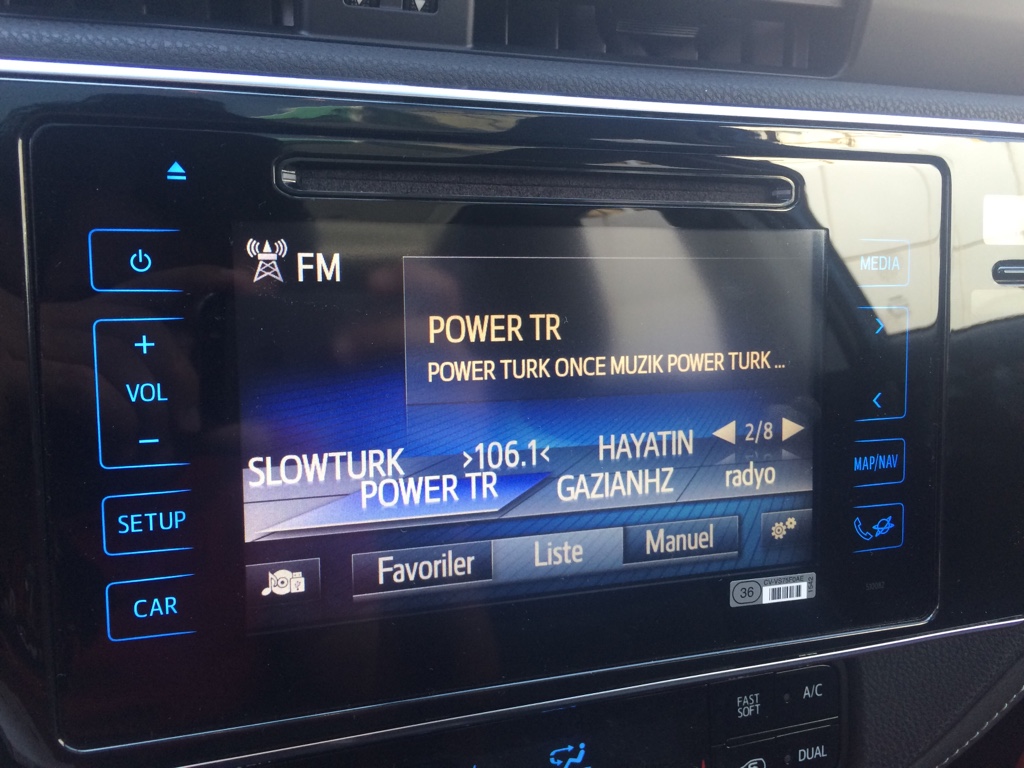 FM
MEDIA
POWER TR
POWER TURK ONCE MUZIK POWER TURK ...
+
VOL
−
2/8
SLOWTURK >106.1< HAYATIN
POWER TR GAZIANHZ radyo
MAP/NAV
SETUP
Favoriler Liste Manuel
CAR
36
FAST
SOFT
A/C
DUAL